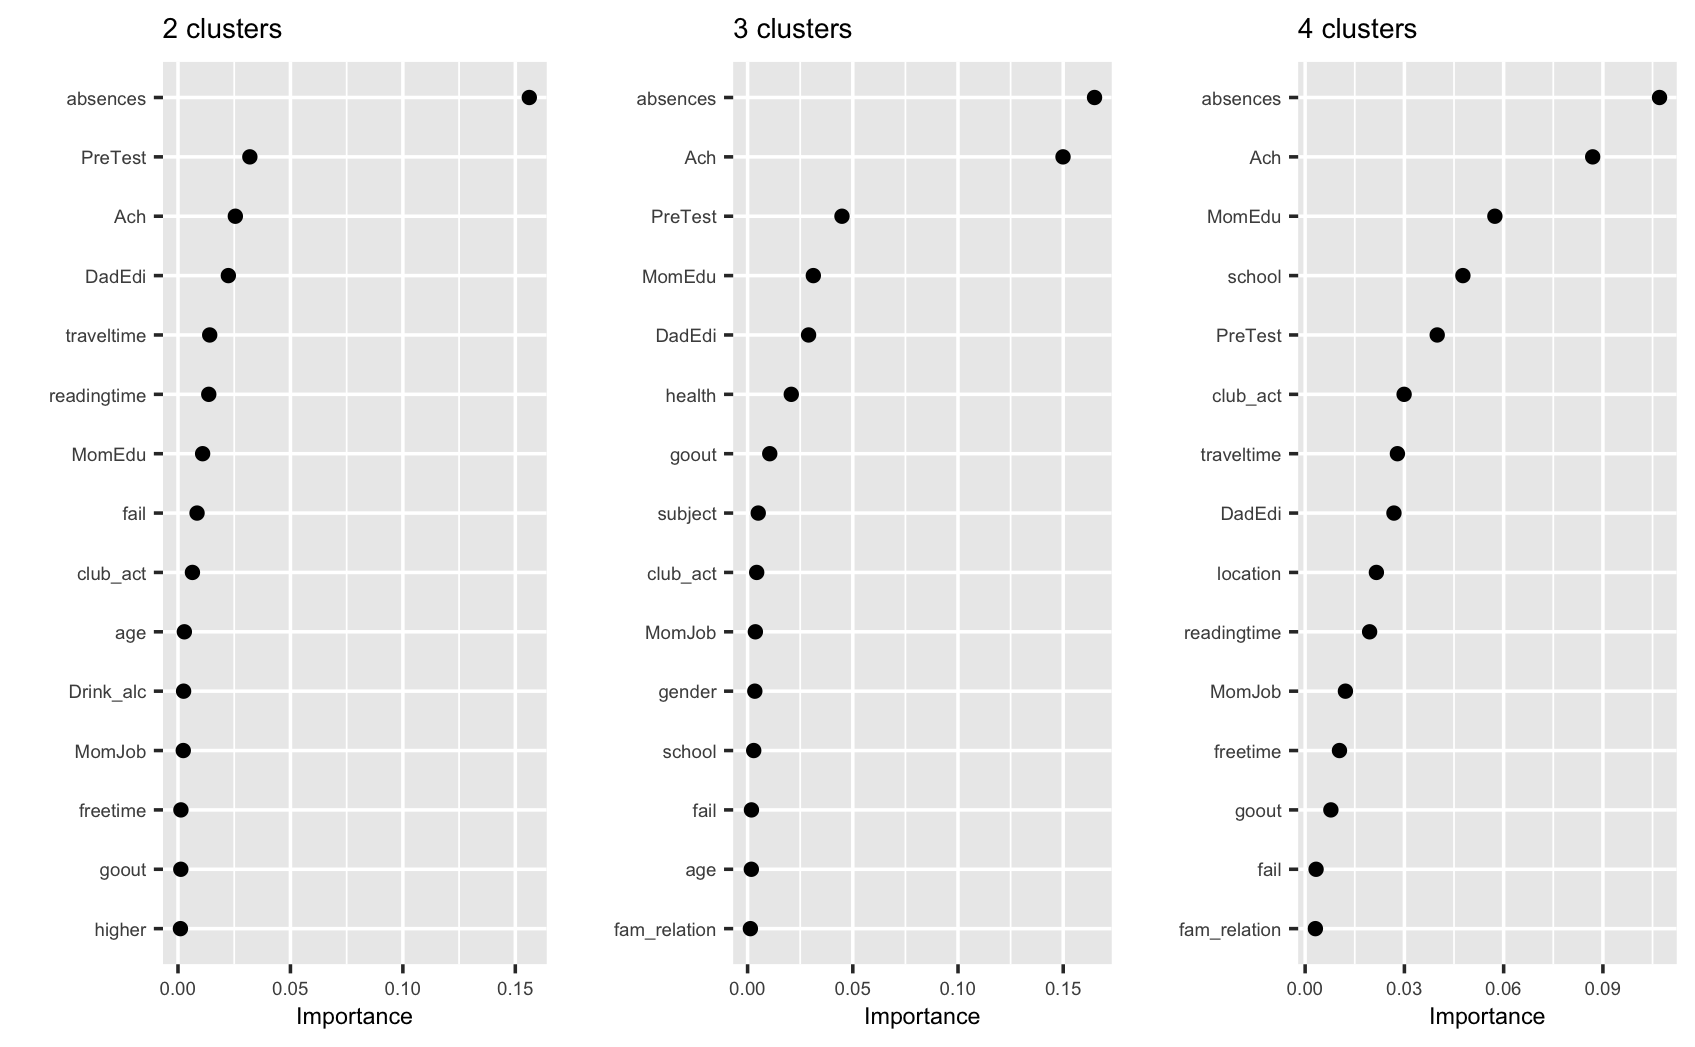 2 clusters
absences
PreTest
Ach
DadEdi
traveltime
readingtime
MomEdu
fail
club_act
age
Drink_alc
MomJob
freetime
goout
higher
0.00 0.05 0.10 0.15
Importance
3 clusters
absences
Ach
PreTest
MomEdu
DadEdi
health
goout
subject
club_act
MomJob
gender
school
fail
age
fam_relation
0.00 0.05 0.10 0.15
Importance
4 clusters
absences
Ach
MomEdu
school
PreTest
club_act
traveltime
DadEdi
location
readingtime
MomJob
freetime
goout
fail
fam_relation
0.00 0.03 0.06 0.09
Importance